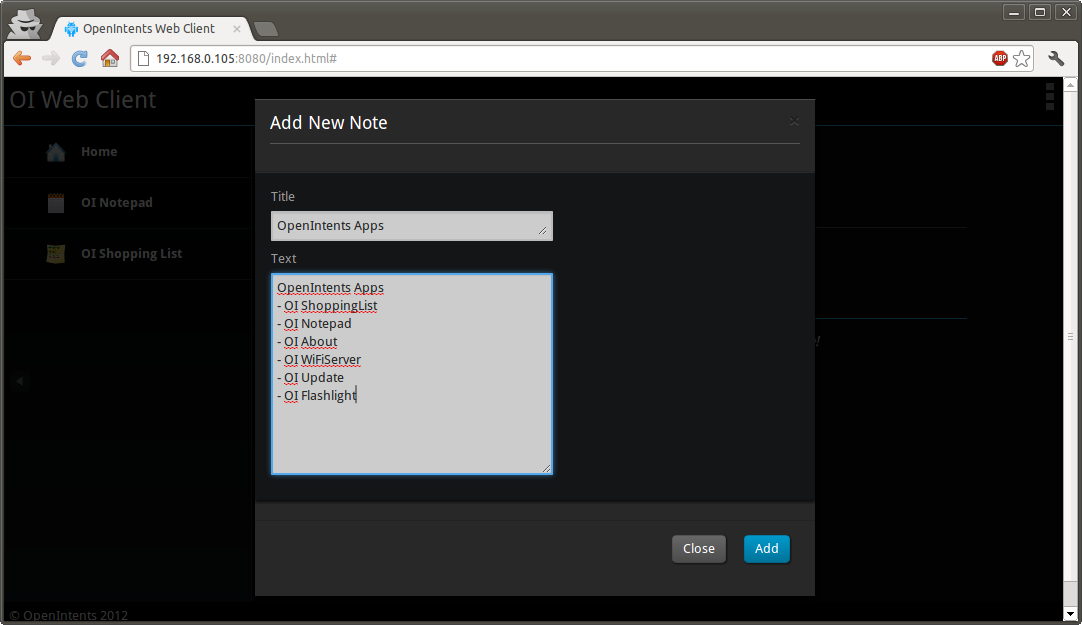 OpenIntents Web Client
192.168.0.105:8080/index.html#
ABP
OI Web Client
Home
OI Notepad
OI Shopping List
Add New Note
Title
OpenIntents Apps
Text
OpenIntents Apps
- OI ShoppingList
- OI Notepad
- OI About
- OI WiFiServer
- OI Update
- OI Flashlight
Close
Add
© OpenIntents 2012